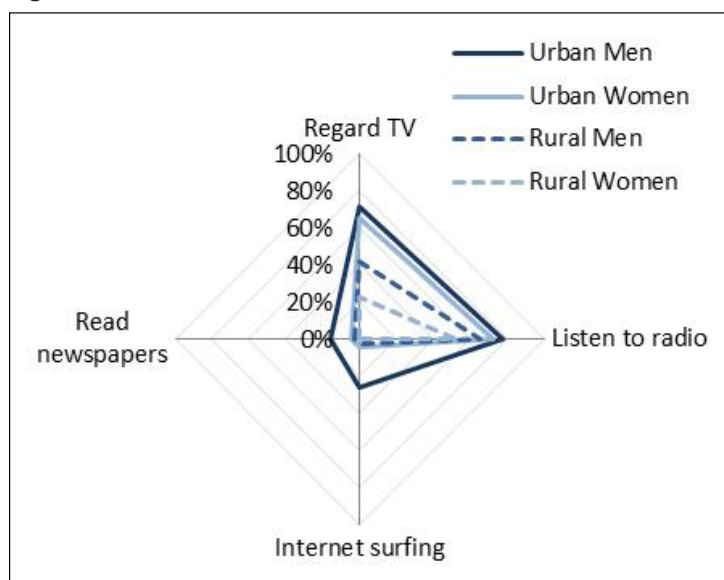 Urban Men
Urban Women
Rural Men
Rural Women
Regard TV
100%
80%
60%
40%
20%
0%
Read
newspapers
Listen to radio
Internet surfing